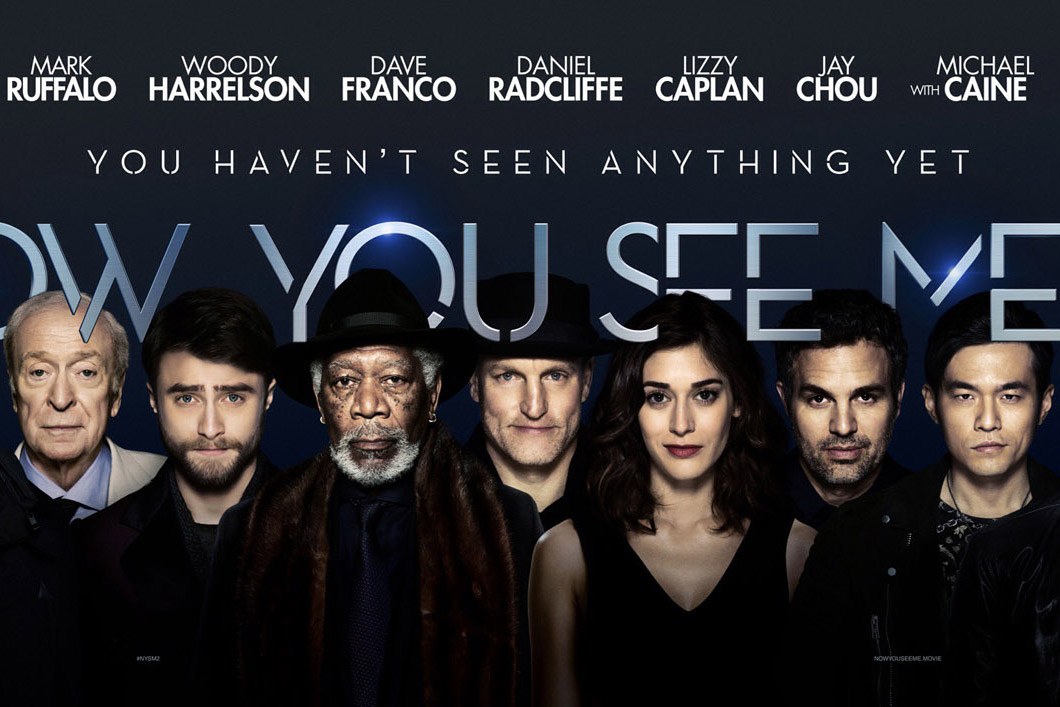 MARK RUFFALO
WOODY HARRELSON
DAVE FRANCO
DANIEL RADCLIFFE
LIZZY CAPLAN
JAY CHOU
WITH MICHAEL CAINE
YOU HAVEN'T SEEN ANYTHING YET
OW YOU SEE ME
#NYSM2
NOWYOUSEEME.MOVIE